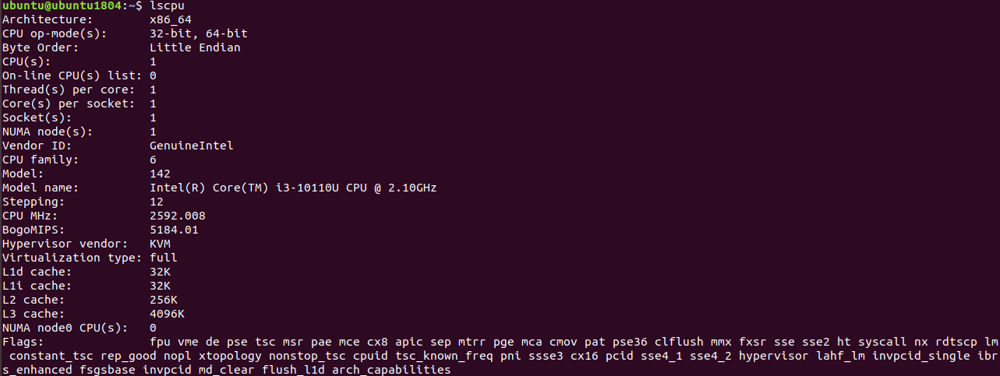 ubuntu@ubuntu1804:~$ lscpu
Architecture:        x86_64
CPU op-mode(s):      32-bit, 64-bit
Byte Order:          Little Endian
CPU(s):              1
On-line CPU(s) list: 0
Thread(s) per core:  1
Core(s) per socket:  1
Socket(s):           1
NUMA node(s):        1
Vendor ID:           GenuineIntel
CPU family:          6
Model:               142
Model name:          Intel(R) Core(TM) i3-10110U CPU @ 2.10GHz
Stepping:            12
CPU MHz:             2592.008
BogoMIPS:            5184.01
Hypervisor vendor:   KVM
Virtualization type: full
L1d cache:           32K
L1i cache:           32K
L2 cache:            256K
L3 cache:            4096K
NUMA node0 CPU(s):   0
Flags:               fpu vme de pse tsc msr pae mce cx8 apic sep mtrr pge mca cmov pat pse36 clflush mmx fxsr sse sse2 ht syscall nx rdtscp lm
 constant_tsc rep_good nopl xtopology nonstop_tsc cpuid tsc_known_freq pni ssse3 cx16 pcid sse4_1 sse4_2 hypervisor lahf_lm invpcid_single ibr
s_enhanced fsgsbase invpcid md_clear flush_l1d arch_capabilities